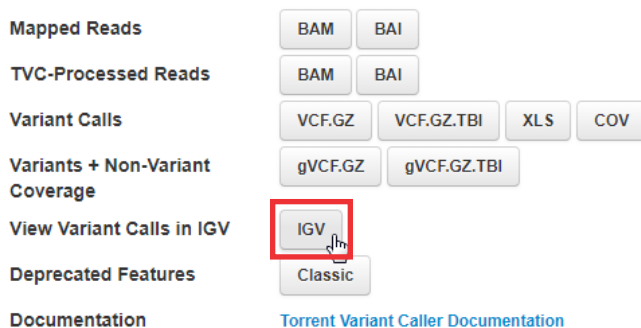 Mapped Reads BAM BAI
TVC-Processed Reads BAM BAI
Variant Calls VCF.GZ VCF.GZ.TBI XLS COV
Variants + Non-Variant gVCF.GZ gVCF.GZ.TBI
Coverage
View Variant Calls in IGV IGV
Deprecated Features Classic
Documentation Torrent Variant Caller Documentation